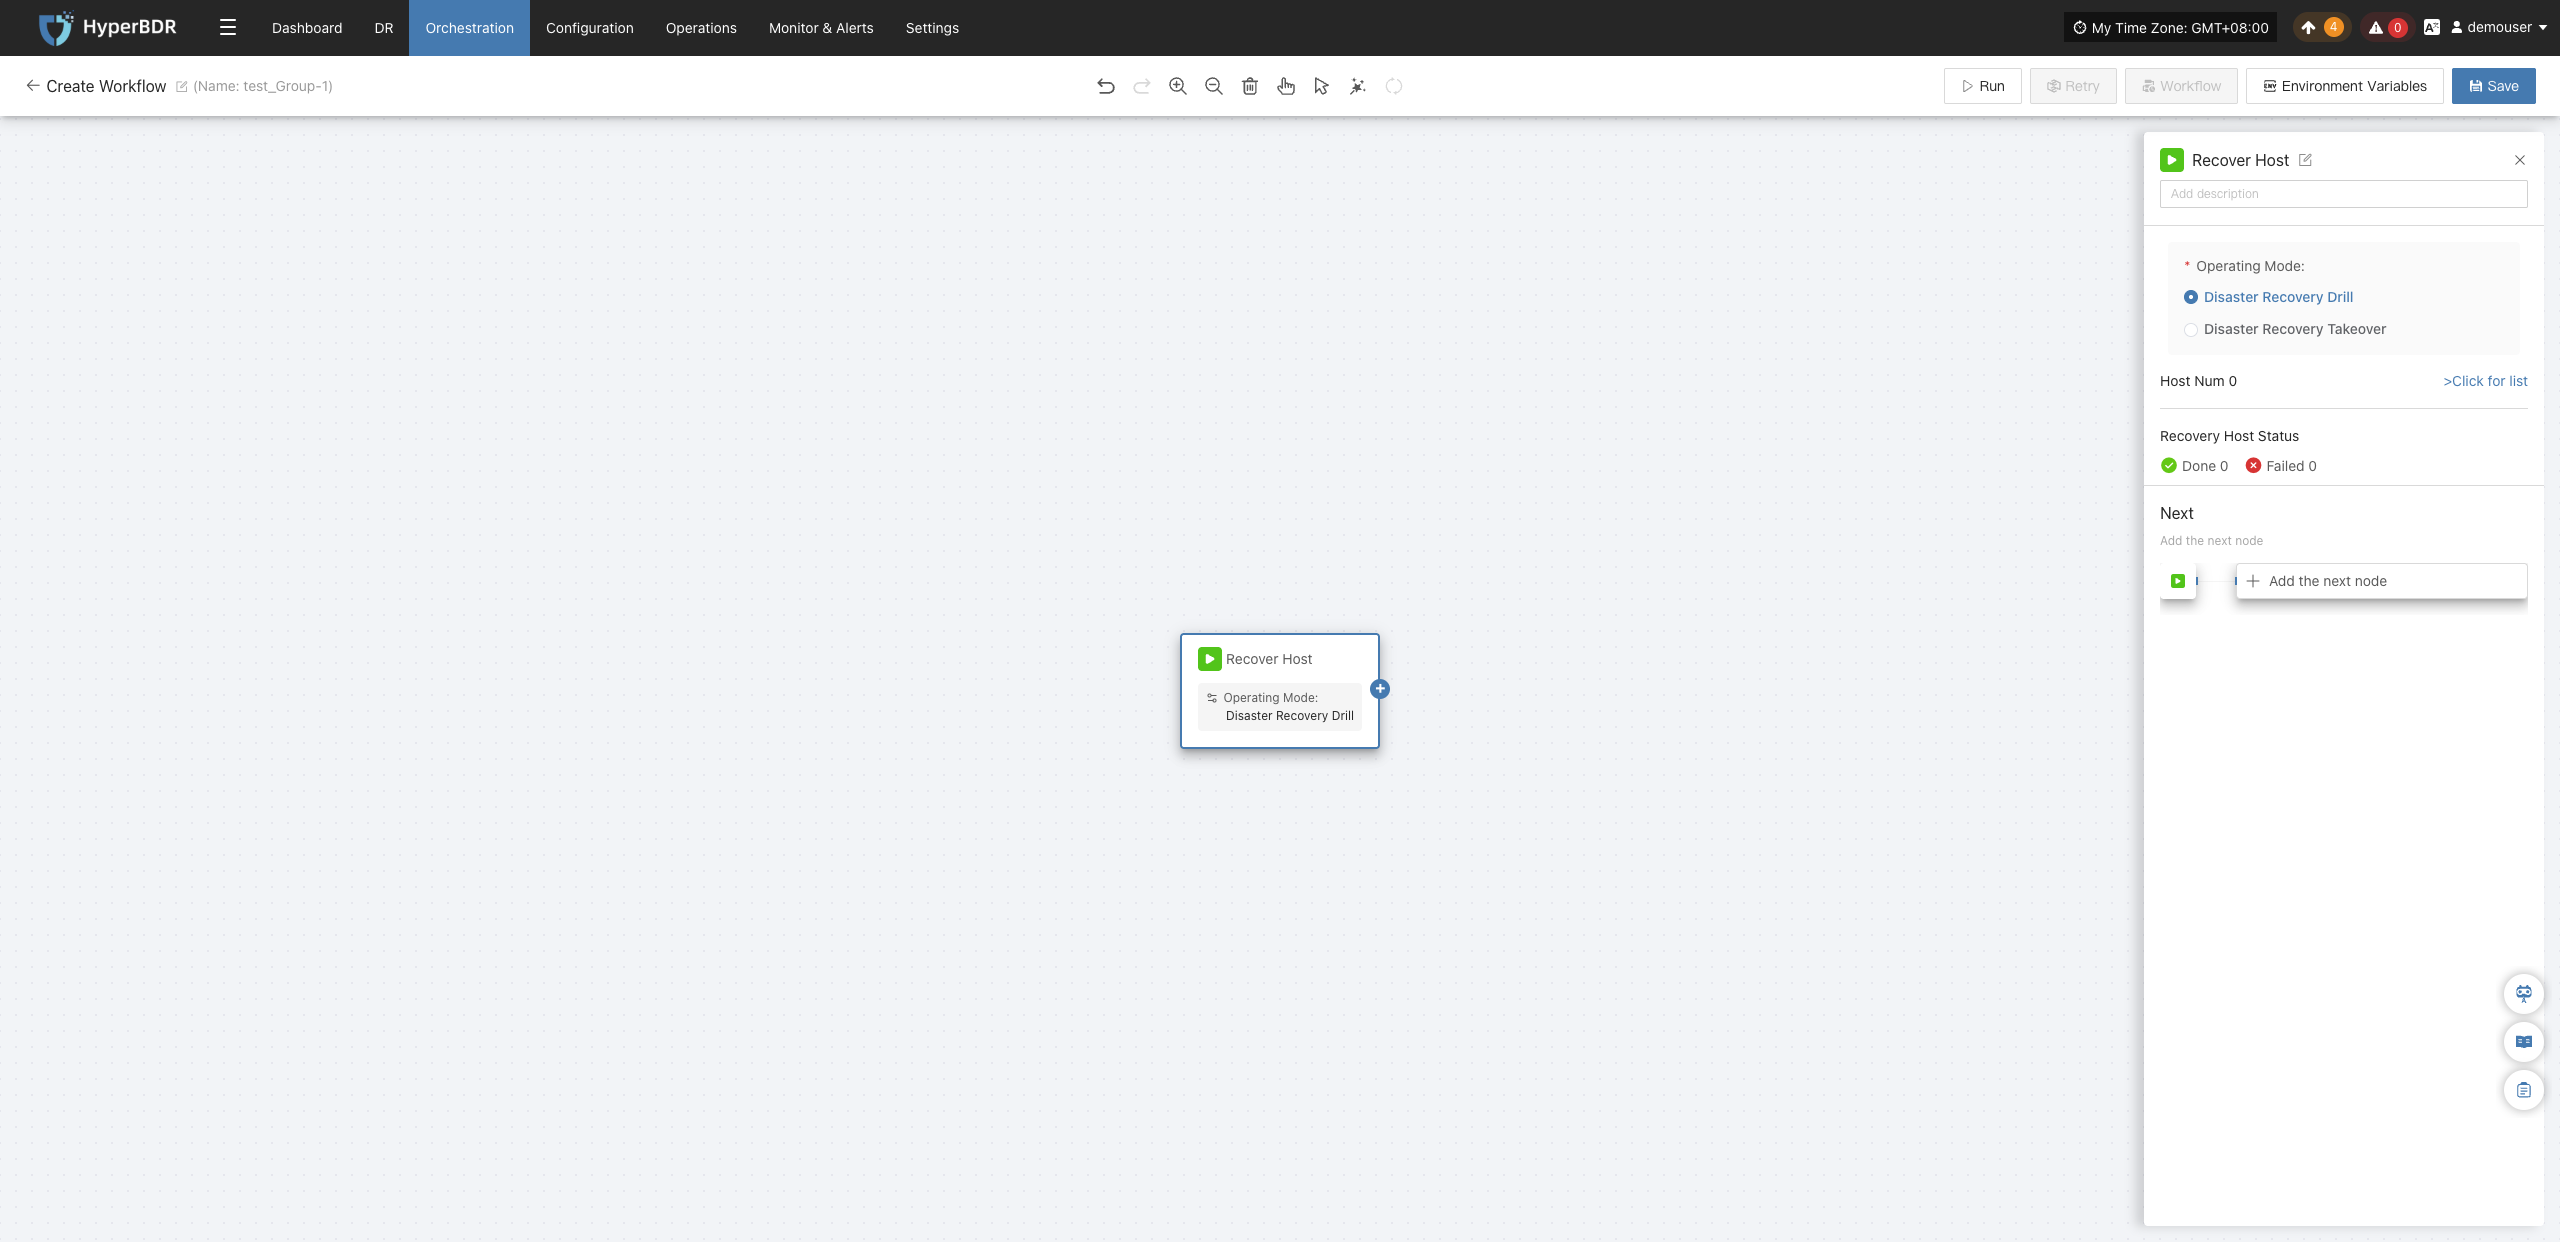 HyperBDR
Dashboard
DR
Orchestration
Configuration
Operations
Monitor & Alerts
Settings
My Time Zone: GMT+08:00
4
0
demouser
Create Workflow
(Name: test_Group-1)
Run
Retry
Workflow
Environment Variables
Save
Recover Host
Add description
* Operating Mode:
Disaster Recovery Drill
Disaster Recovery Takeover
Host Num 0
>Click for list
Recovery Host Status
Done 0
Failed 0
Next
Add the next node
Add the next node
Recover Host
Operating Mode:
Disaster Recovery Drill